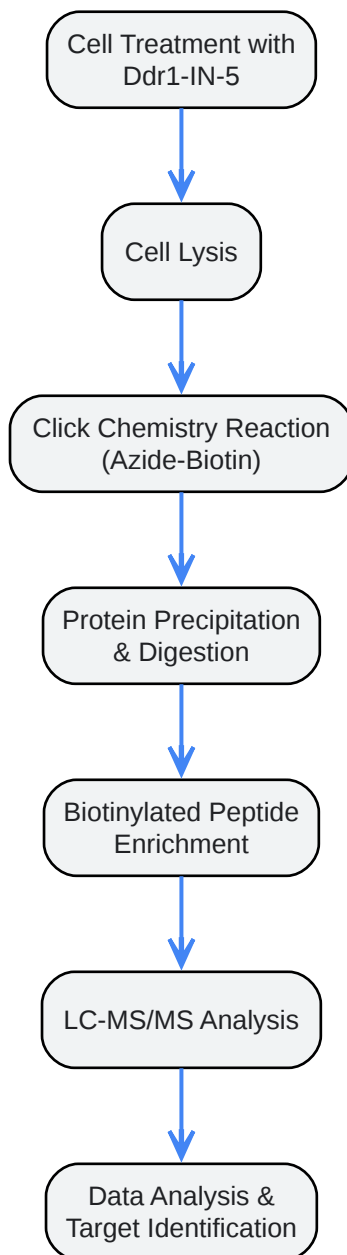 Cell Treatment with
Ddr1-IN-5
Cell Lysis
Click Chemistry Reaction
(Azide-Biotin)
Protein Precipitation
& Digestion
Biotinylated Peptide
Enrichment
LC-MS/MS Analysis
Data Analysis &
Target Identification